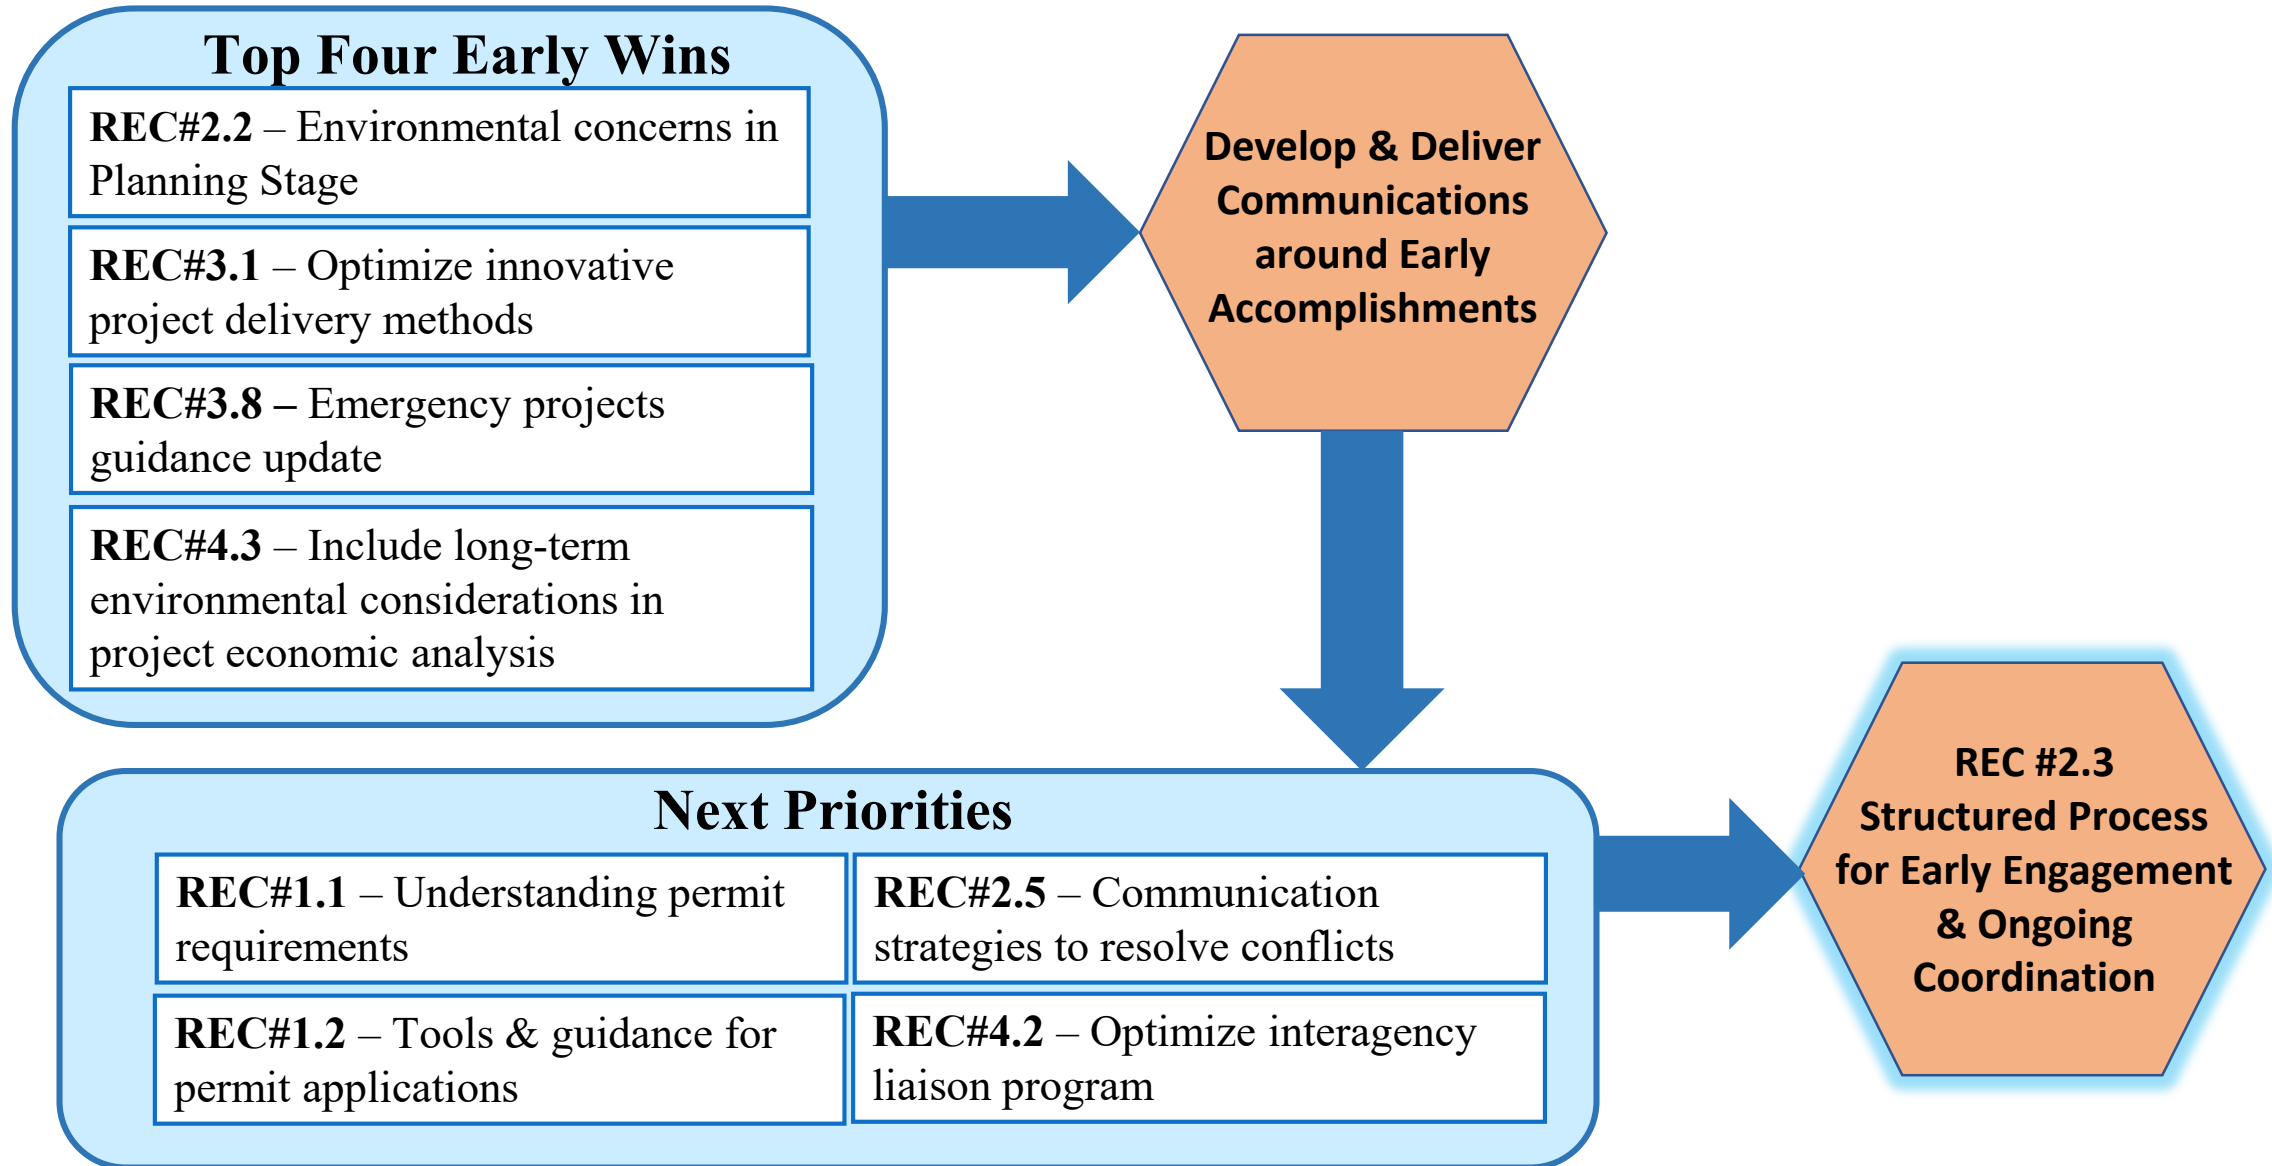 Top Four Early Wins
REC#2.2 – Environmental concerns in
Planning Stage
REC#3.1 – Optimize innovative
project delivery methods
REC#3.8 – Emergency projects
guidance update
REC#4.3 – Include long-term
environmental considerations in
project economic analysis
Develop & Deliver
Communications
around Early
Accomplishments
Next Priorities
REC#1.1 – Understanding permit
requirements
REC#2.5 – Communication
strategies to resolve conflicts
REC#1.2 – Tools & guidance for
permit applications
REC#4.2 – Optimize interagency
liaison program
REC #2.3
Structured Process
for Early Engagement
& Ongoing
Coordination